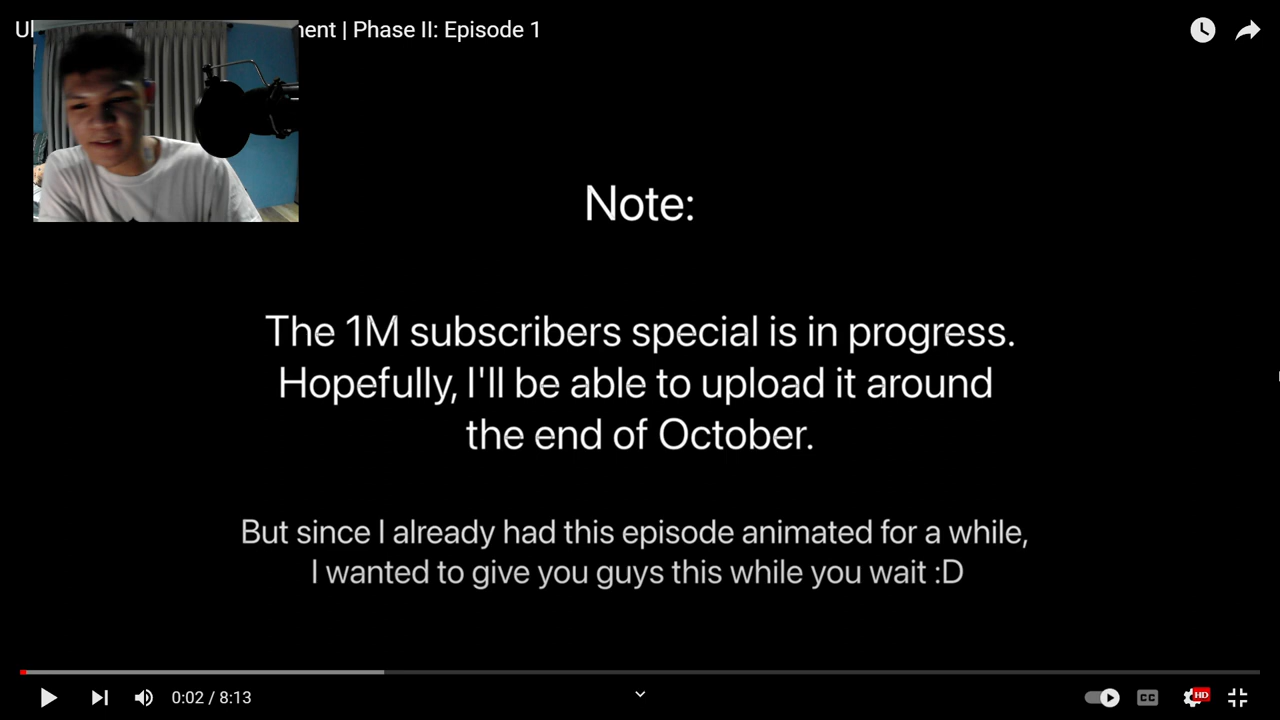 ment | Phase II: Episode 1
Note:
The 1M subscribers special is in progress.
Hopefully, I'll be able to upload it around
the end of October.
But since I already had this episode animated for a while,
I wanted to give you guys this while you wait :D
0:02 / 8:13
CC
HD